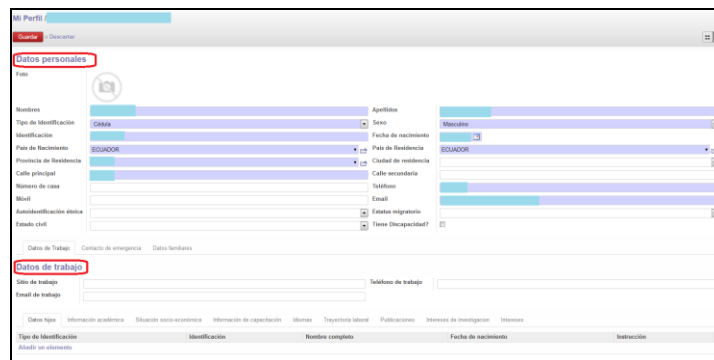 Mi Perfil /
Guardar o Descartar
Datos personales
Foto
Nombres Apellidos
Tipo de Identificación Cédula Sexo Masculino
Identificación Fecha de nacimiento
País de Nacimiento ECUADOR País de Residencia ECUADOR
Provincia de Residencia Ciudad de residencia
Calle principal Calle secundaria
Número de casa Teléfono
Móvil Email
Autoidentificación étnica Estatus migratorio
Estado civil Tiene Discapacidad?
Datos de Trabajo Contacto de emergencia Datos familiares
Datos de trabajo
Sitio de trabajo Teléfono de trabajo
Email de trabajo
Datos hijos Información académica Situación socio-económica Información de capacitación Idiomas Trayectoria laboral Publicaciones Intereses de investigación Intereses
Tipo de Identificación Identificación Nombre completo Fecha de nacimiento Instrucción
Añadir un elemento